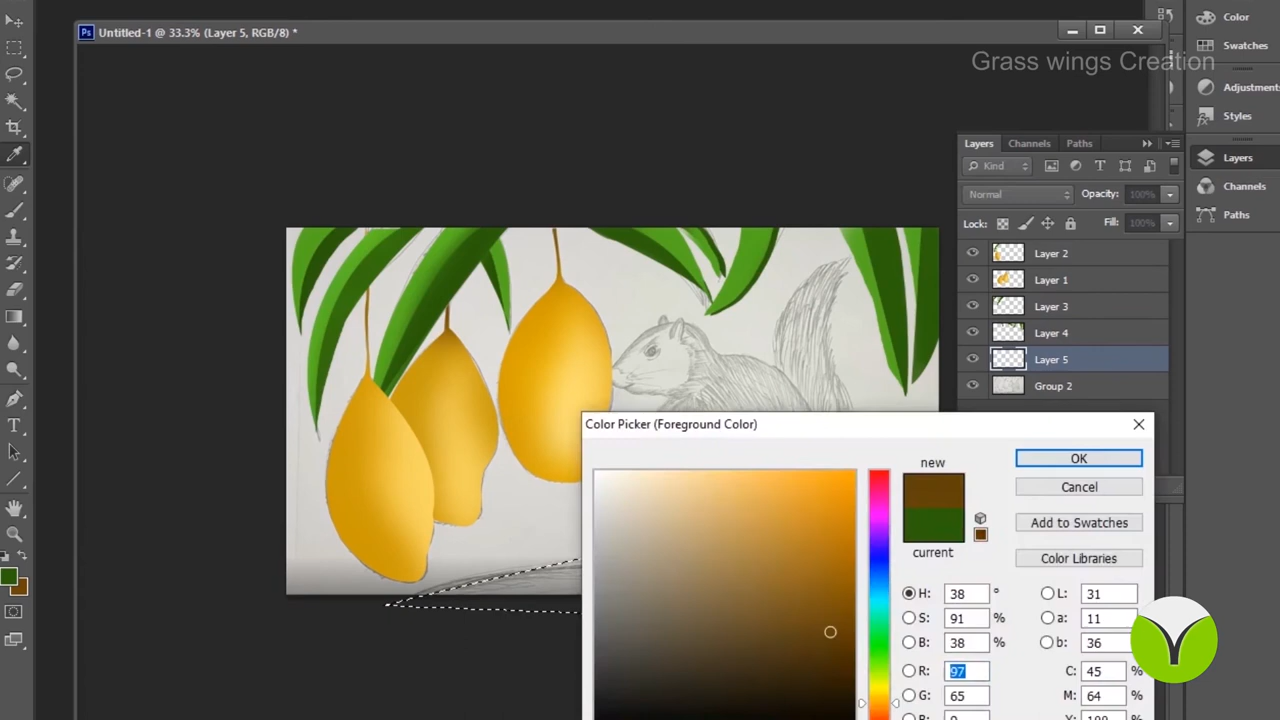 Color
Untitled-1 @ 33.3% (Layer 5, RGB/8) *
Swatches
Grass wings Creation
Adjustment
Styles
Layers
Channels
Paths
Layers
Kind
T
Channels
Normal
Opacity:
100%
Paths
Lock:
Fill:
100%
Layer 2
Layer 1
Layer 3
Layer 4
Layer 5
Group 2
Color Picker (Foreground Color)
new
OK
Cancel
Add to Swatches
current
Color Libraries
H:
38
°
L:
31
S:
91
%
a:
11
B:
38
%
b:
36
R:
97
C:
45
%
G:
65
M:
64
%